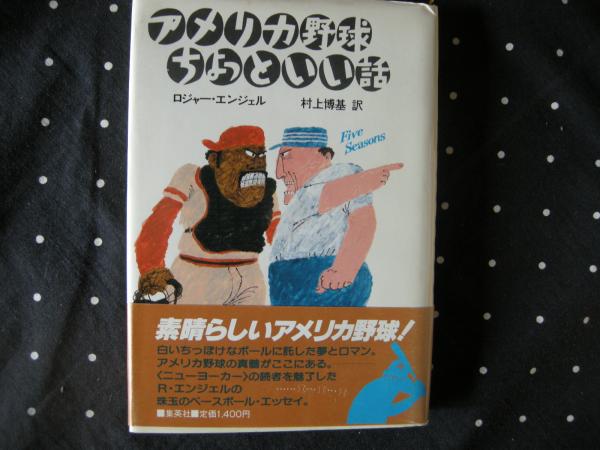 アメリカ野球
ちょっといい話
ロジャー・エンジェル　村上博基 訳
Five
Seasons
素晴らしいアメリカ野球!
白いちっぽけなボールに託した夢とロマン。
アメリカ野球の真髄がここにある。
〈ニューヨーカー〉の読者を魅了した
R・エンジェルの
珠玉のベースボール・エッセイ。
■集英社■定価1,400円